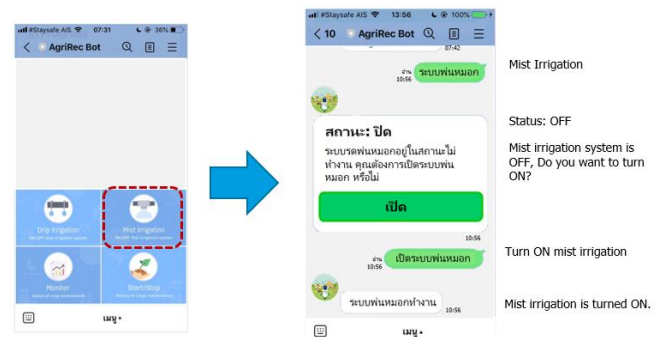 #Staysafe AIS 07:31 36%
AgriRec Bot
Drip Irrigation
Mist Irrigation
Monitor
Start/Stop
เมนู
#Staysafe AIS 13:56 100%
10 AgriRec Bot
07:42
อ่าน
10:56
ระบบพ่นหมอก
สถานะ: ปิด
ระบบรดพ่นหมอกอยู่ในสถานะไม่
ทำงาน คุณต้องการเปิดระบบพ่น
หมอก หรือไม่
เปิด
10:56
อ่าน
10:56
เปิดระบบพ่นหมอก
ระบบพ่นหมอกทำงาน
10:56
เมนู
Mist Irrigation
Status: OFF
Mist irrigation system is
OFF, Do you want to turn
ON?
Turn ON mist irrigation
Mist irrigation is turned ON.